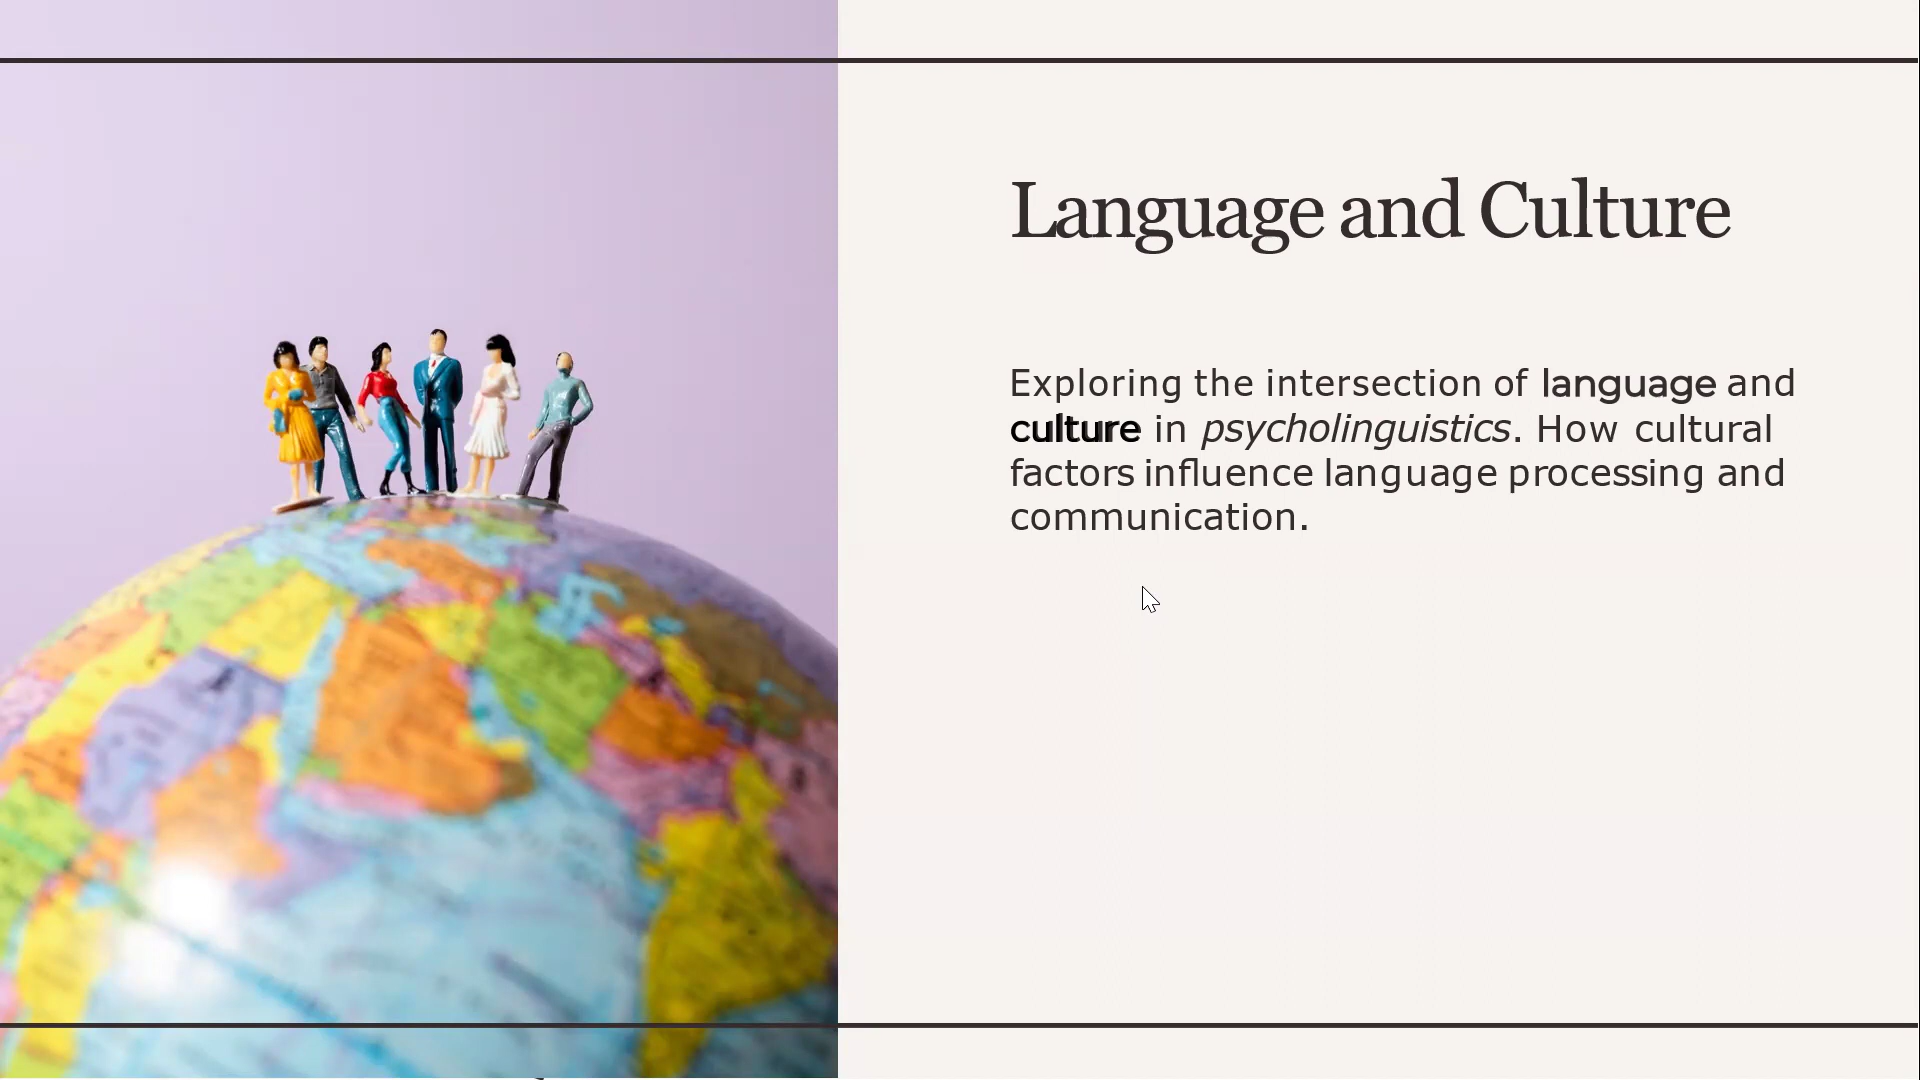 Language and Culture
Exploring the intersection of language and
culture in psycholinguistics. How cultural
factors influence language processing and
communication.